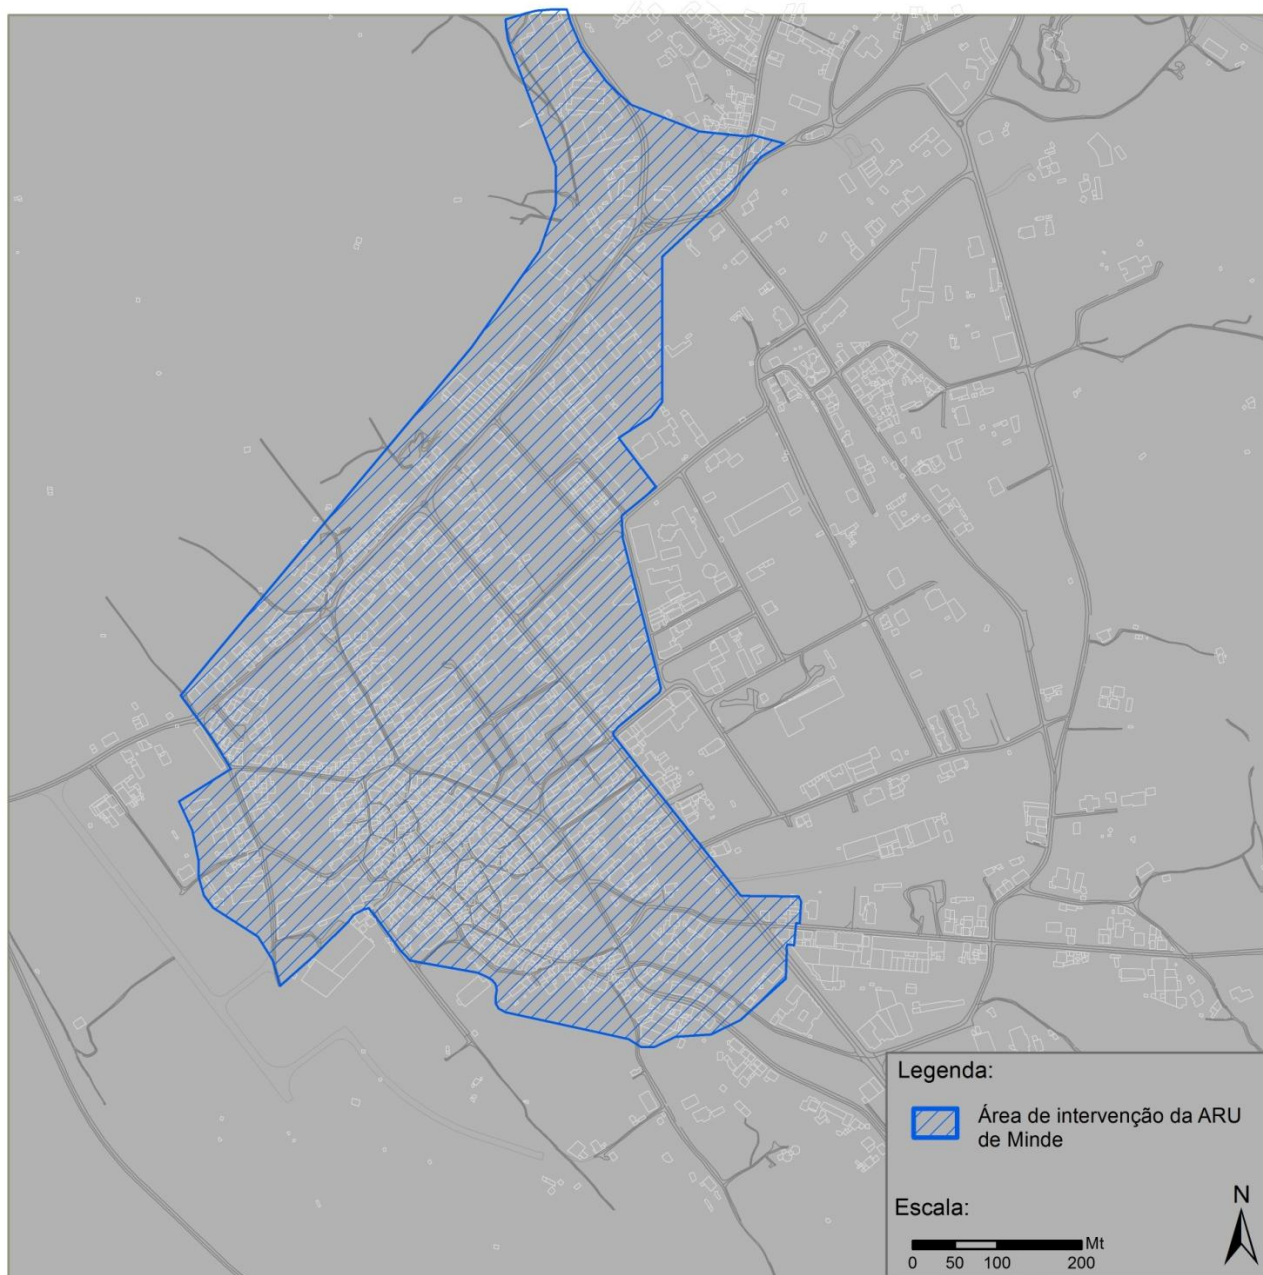 Legenda:
Área de intervenção da ARU
de Minde
Escala:
N
Mt
0 50 100 200